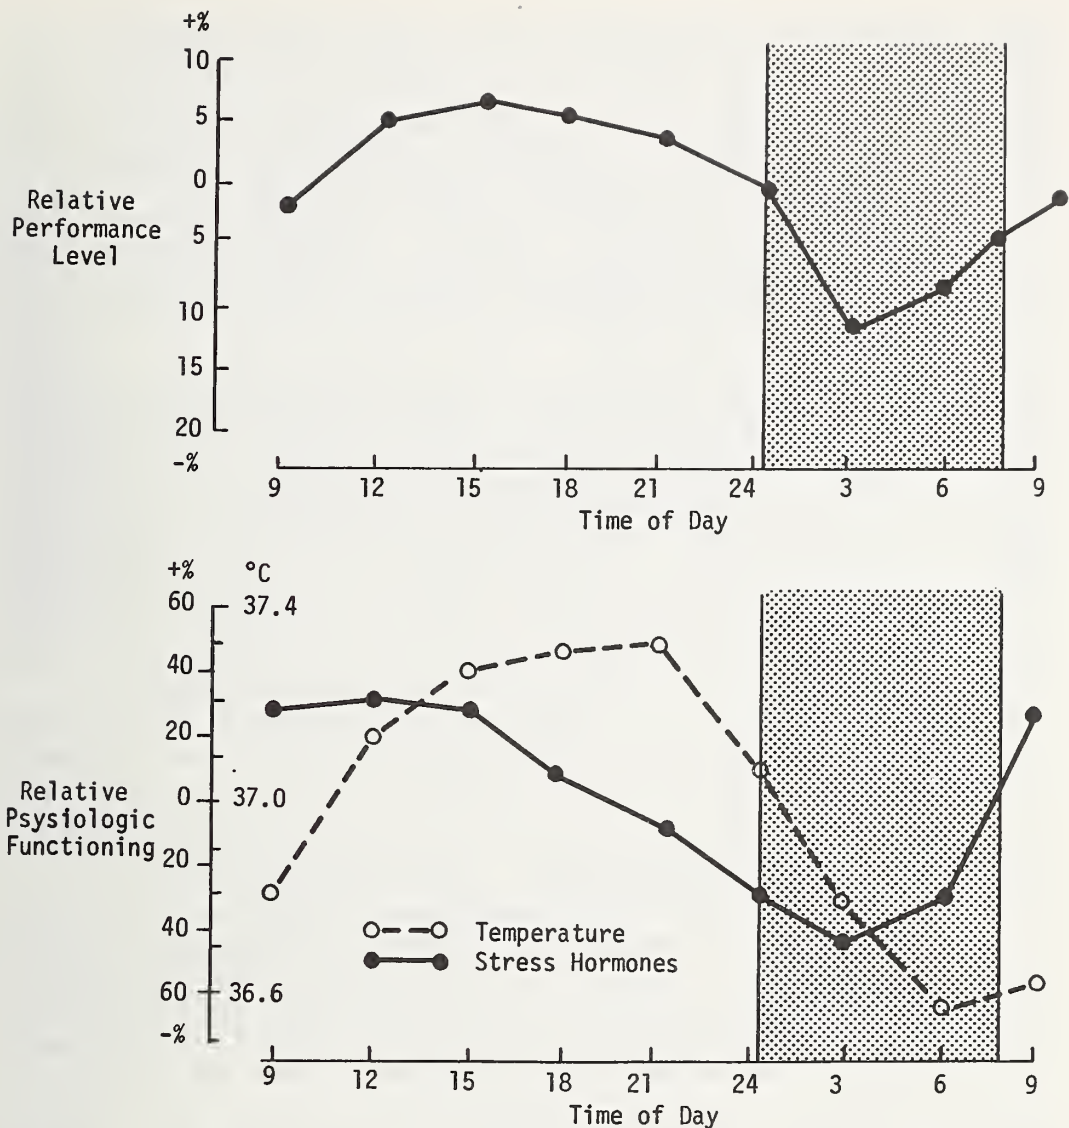 +%
10
5
0
Relative
Performance
Level
5
10
15
20
-%
9 12 15 18 21 24 3 6 9
Time of Day
+% °C
60 37.4
40
20
0 37.0
Relative
Psysiologic
Functioning
20
40
Temperature
Stress Hormones
60 36.6
-%
9 12 15 18 21 24 3 6 9
Time of Day